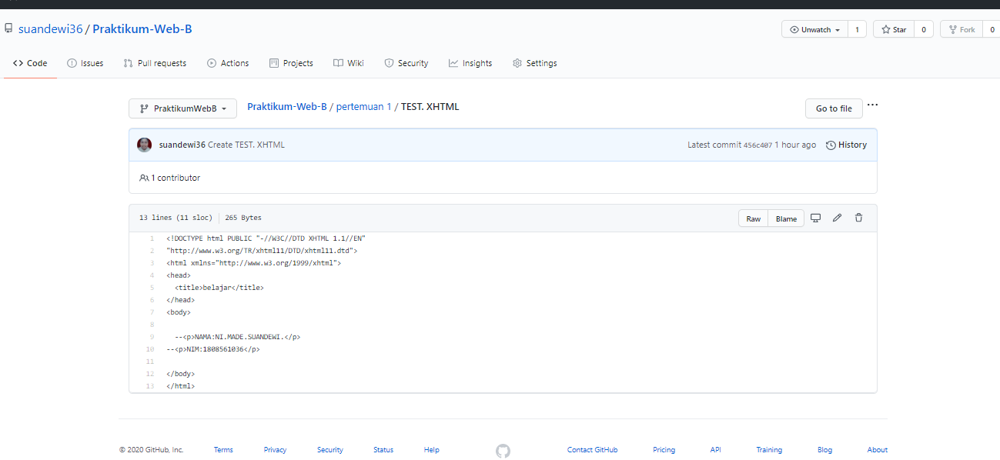 suandewi36 / Praktikum-Web-B
Unwatch 1 Star 0 Fork 0
Code Issues Pull requests Actions Projects Wiki Security Insights Settings
PraktikumWebB Praktikum-Web-B / pertemuan 1 / TEST. XHTML Go to file ...
suandewi36 Create TEST. XHTML Latest commit 456c407 1 hour ago History
1 contributor
13 lines (11 sloc) 265 Bytes Raw Blame
1 <!DOCTYPE html PUBLIC "-//W3C//DTD XHTML 1.1//EN"
2 "http://www.w3.org/TR/xhtml11/DTD/xhtml11.dtd">
3 <html xmlns="http://www.w3.org/1999/xhtml">
4 <head>
5   <title>belajar</title>
6 </head>
7 <body>
8
9   --<p>NAMA:NI.MADE.SUANDEWI.</p>
10 --<p>NIM:1808561036</p>
11
12 </body>
13 </html>
© 2020 GitHub, Inc. Terms Privacy Security Status Help Contact GitHub Pricing API Training Blog About